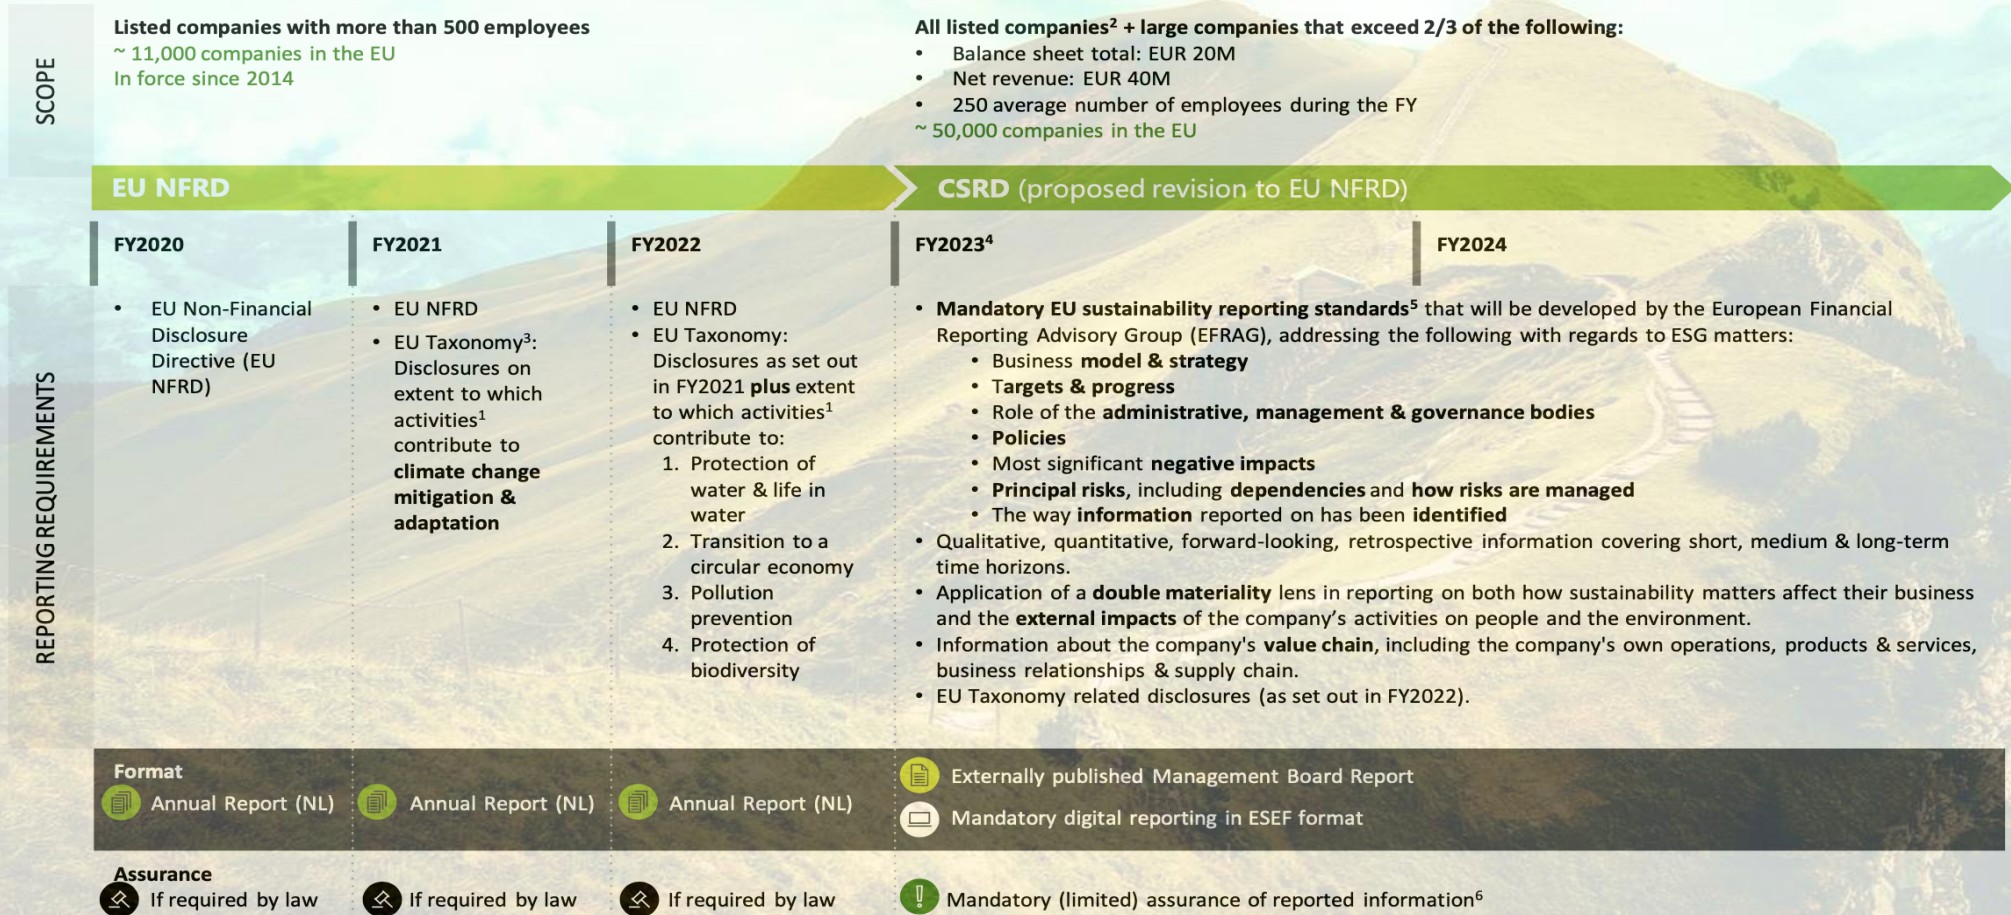 SCOPE
Listed companies with more than 500 employees
~ 11,000 companies in the EU
In force since 2014
All listed companies² + large companies that exceed 2/3 of the following:
• Balance sheet total: EUR 20M
• Net revenue: EUR 40M
• 250 average number of employees during the FY
~ 50,000 companies in the EU
EU NFRD
CSRD (proposed revision to EU NFRD)
FY2020
FY2021
FY2022
FY2023⁴
FY2024
REPORTING REQUIREMENTS
• EU Non-Financial
Disclosure
Directive (EU
NFRD)
• EU NFRD
• EU Taxonomy³:
Disclosures on
extent to which
activities¹
contribute to
climate change
mitigation &
adaptation
• EU NFRD
• EU Taxonomy:
Disclosures as set out
in FY2021 plus extent
to which activities¹
contribute to:
1. Protection of
water & life in
water
2. Transition to a
circular economy
3. Pollution
prevention
4. Protection of
biodiversity
• Mandatory EU sustainability reporting standards⁵ that will be developed by the European Financial
Reporting Advisory Group (EFRAG), addressing the following with regards to ESG matters:
• Business model & strategy
• Targets & progress
• Role of the administrative, management & governance bodies
• Policies
• Most significant negative impacts
• Principal risks, including dependencies and how risks are managed
• The way information reported on has been identified
• Qualitative, quantitative, forward-looking, retrospective information covering short, medium & long-term
time horizons.
• Application of a double materiality lens in reporting on both how sustainability matters affect their business
and the external impacts of the company's activities on people and the environment.
• Information about the company's value chain, including the company's own operations, products & services,
business relationships & supply chain.
• EU Taxonomy related disclosures (as set out in FY2022).
Format
Annual Report (NL)
Annual Report (NL)
Annual Report (NL)
Externally published Management Board Report
Mandatory digital reporting in ESEF format
Assurance
If required by law
If required by law
If required by law
Mandatory (limited) assurance of reported information⁶